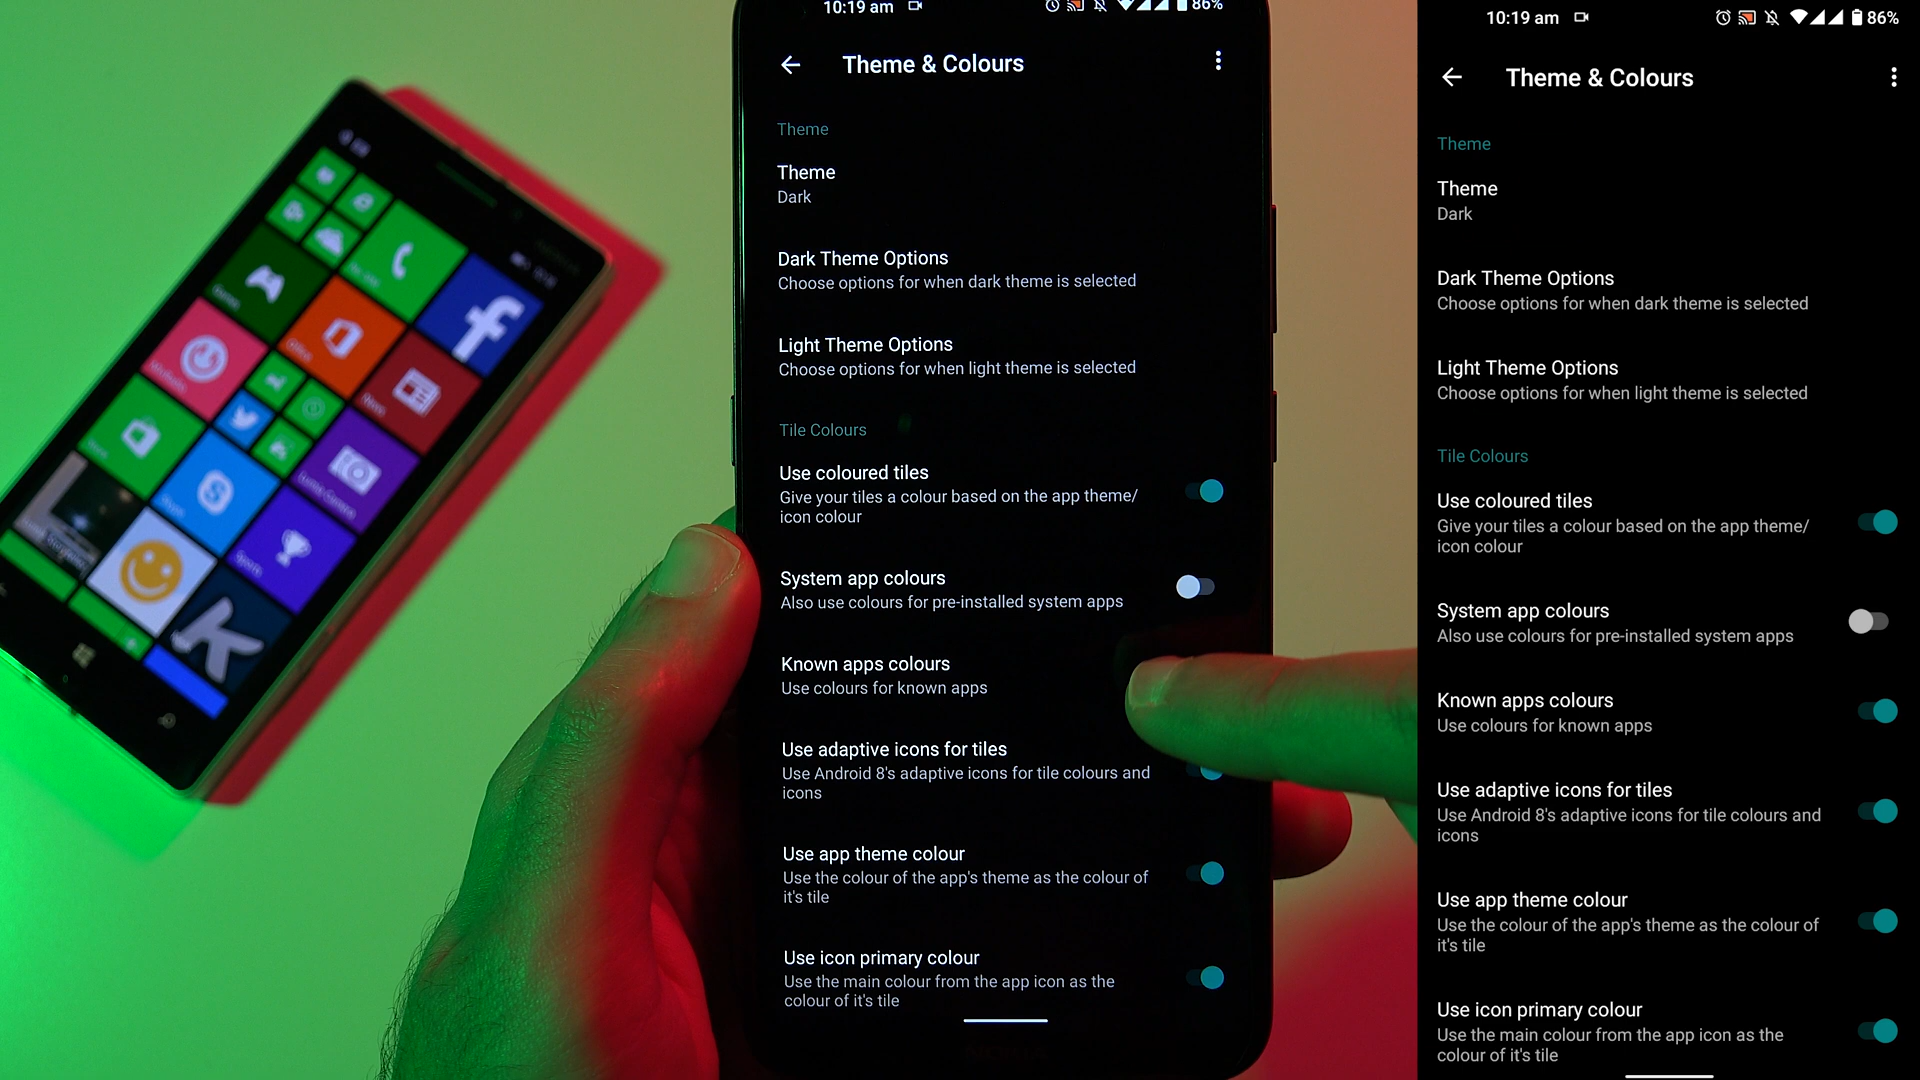 10:19 am
86%
Theme & Colours
Theme
Theme
Dark
Dark Theme Options
Choose options for when dark theme is selected
Light Theme Options
Choose options for when light theme is selected
Tile Colours
Use coloured tiles
Give your tiles a colour based on the app theme/
icon colour
System app colours
Also use colours for pre-installed system apps
Known apps colours
Use colours for known apps
Use adaptive icons for tiles
Use Android 8's adaptive icons for tile colours and
icons
Use app theme colour
Use the colour of the app's theme as the colour of
it's tile
Use icon primary colour
Use the main colour from the app icon as the
colour of it's tile
NOKIA
10:19 am
86%
Theme & Colours
Theme
Theme
Dark
Dark Theme Options
Choose options for when dark theme is selected
Light Theme Options
Choose options for when light theme is selected
Tile Colours
Use coloured tiles
Give your tiles a colour based on the app theme/
icon colour
System app colours
Also use colours for pre-installed system apps
Known apps colours
Use colours for known apps
Use adaptive icons for tiles
Use Android 8's adaptive icons for tile colours and
icons
Use app theme colour
Use the colour of the app's theme as the colour of
it's tile
Use icon primary colour
Use the main colour from the app icon as the
colour of it's tile
Office
Store
Skype
News
Lumia Camera
Sports